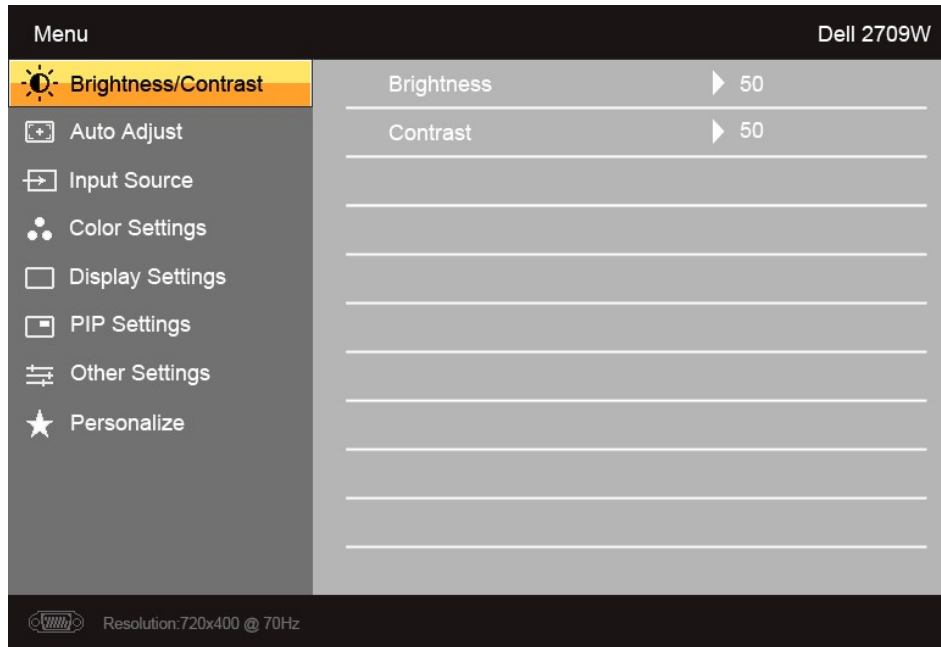 Menu Dell 2709W
Brightness/Contrast Brightness 50
Auto Adjust Contrast 50
Input Source
Color Settings
Display Settings
PIP Settings
Other Settings
Personalize
Resolution:720x400 @ 70Hz